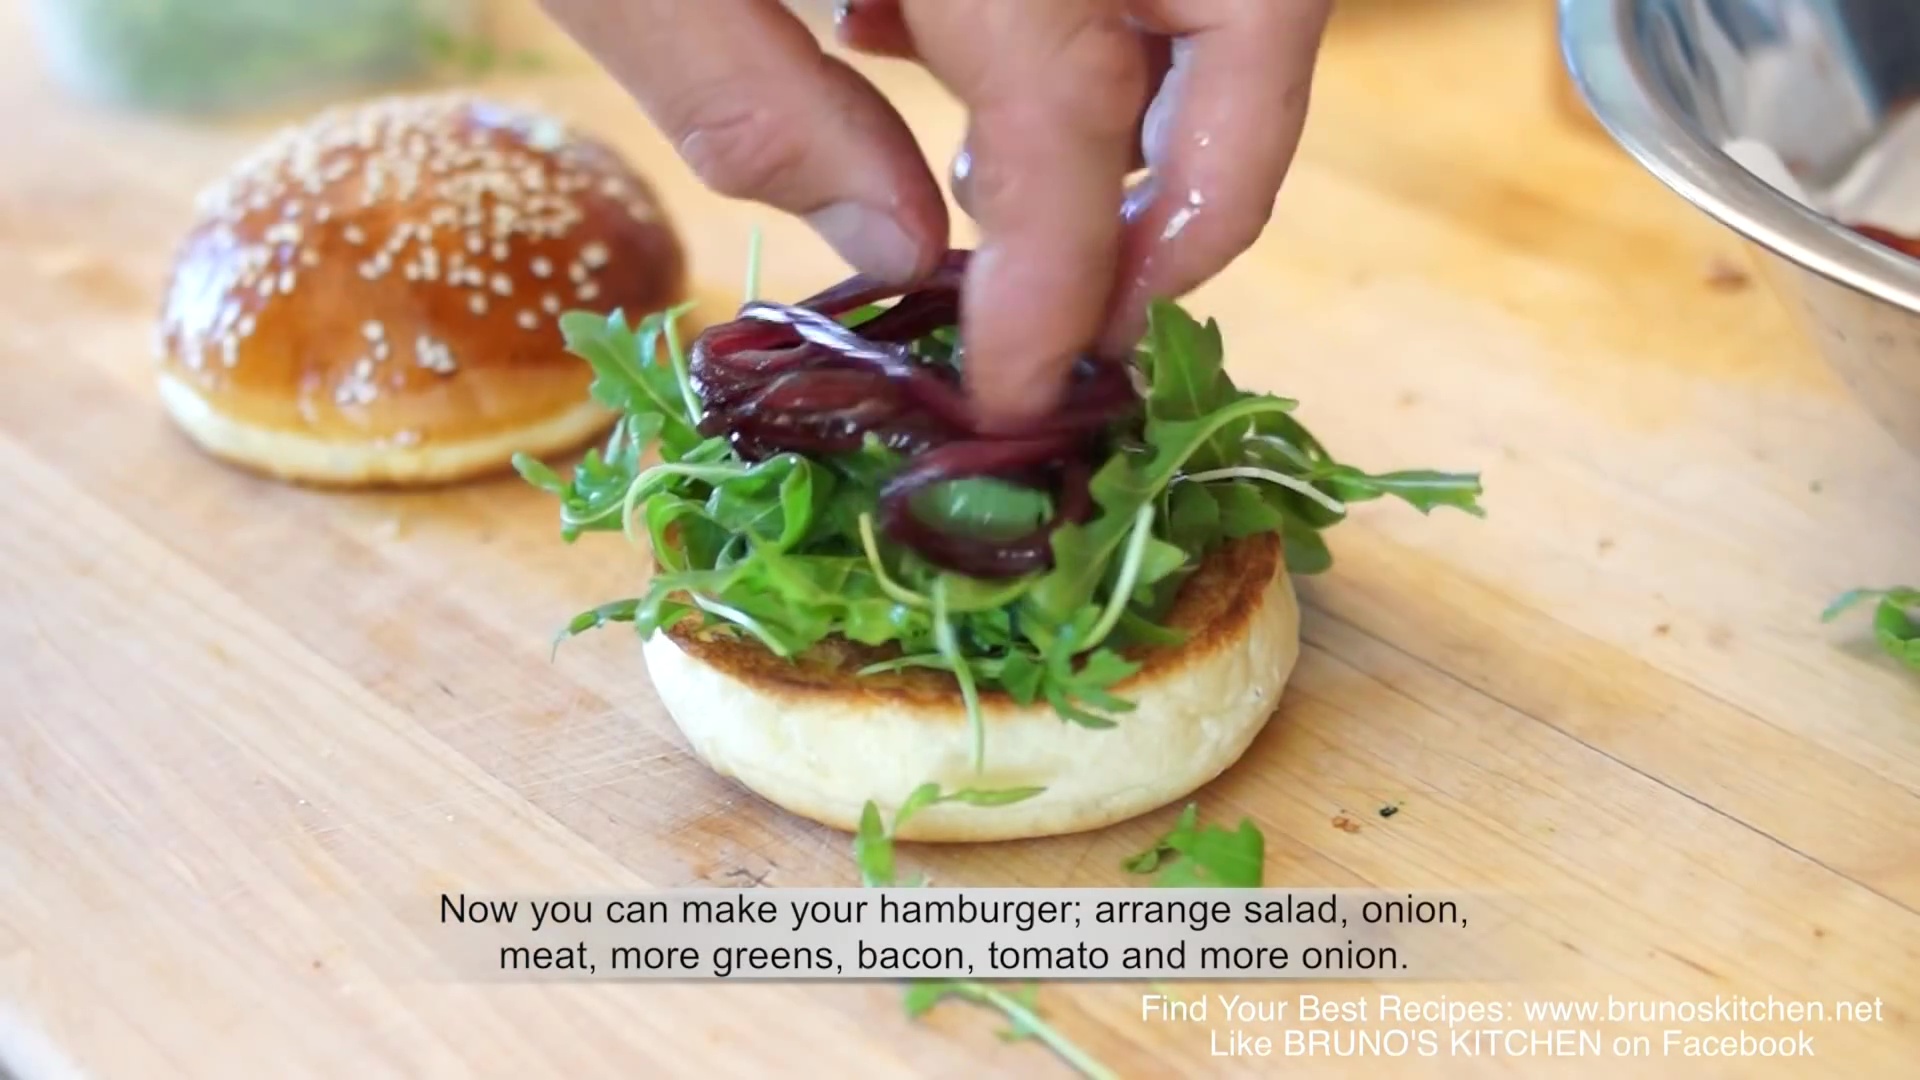 Now you can make your hamburger; arrange salad, onion,
meat, more greens, bacon, tomato and more onion.
Find Your Best Recipes: www.brunoskitchen.net
Like BRUNO'S KITCHEN on Facebook